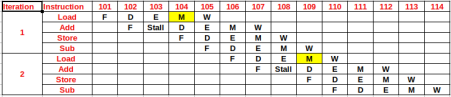 Iteration Instruction 101 102 103 104 105 106 107 108 109 110 111 112 113 114
Load F D E M W
Add F Stall D E M W
1
Store F D E M W
Sub F D E M W
Load F D E M W
Add F Stall D E M W
2
Store F D E M W
Sub F D E M W